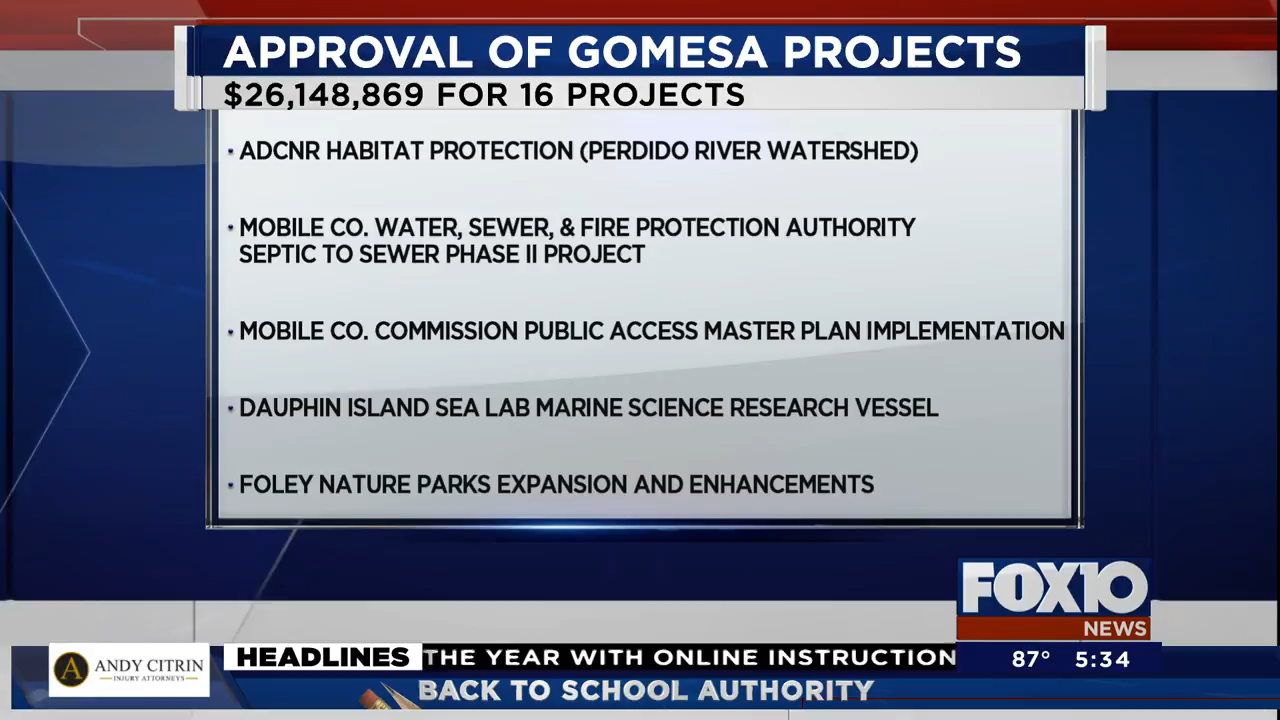 APPROVAL OF GOMESA PROJECTS
$26,148,869 FOR 16 PROJECTS
· ADCNR HABITAT PROTECTION (PERDIDO RIVER WATERSHED)
· MOBILE CO. WATER, SEWER, & FIRE PROTECTION AUTHORITY
SEPTIC TO SEWER PHASE II PROJECT
· MOBILE CO. COMMISSION PUBLIC ACCESS MASTER PLAN IMPLEMENTATION
· DAUPHIN ISLAND SEA LAB MARINE SCIENCE RESEARCH VESSEL
· FOLEY NATURE PARKS EXPANSION AND ENHANCEMENTS
FOX10
NEWS
A ANDY CITRIN
INJURY ATTORNEYS
HEADLINES THE YEAR WITH ONLINE INSTRUCTION
87° 5:34
BACK TO SCHOOL AUTHORITY